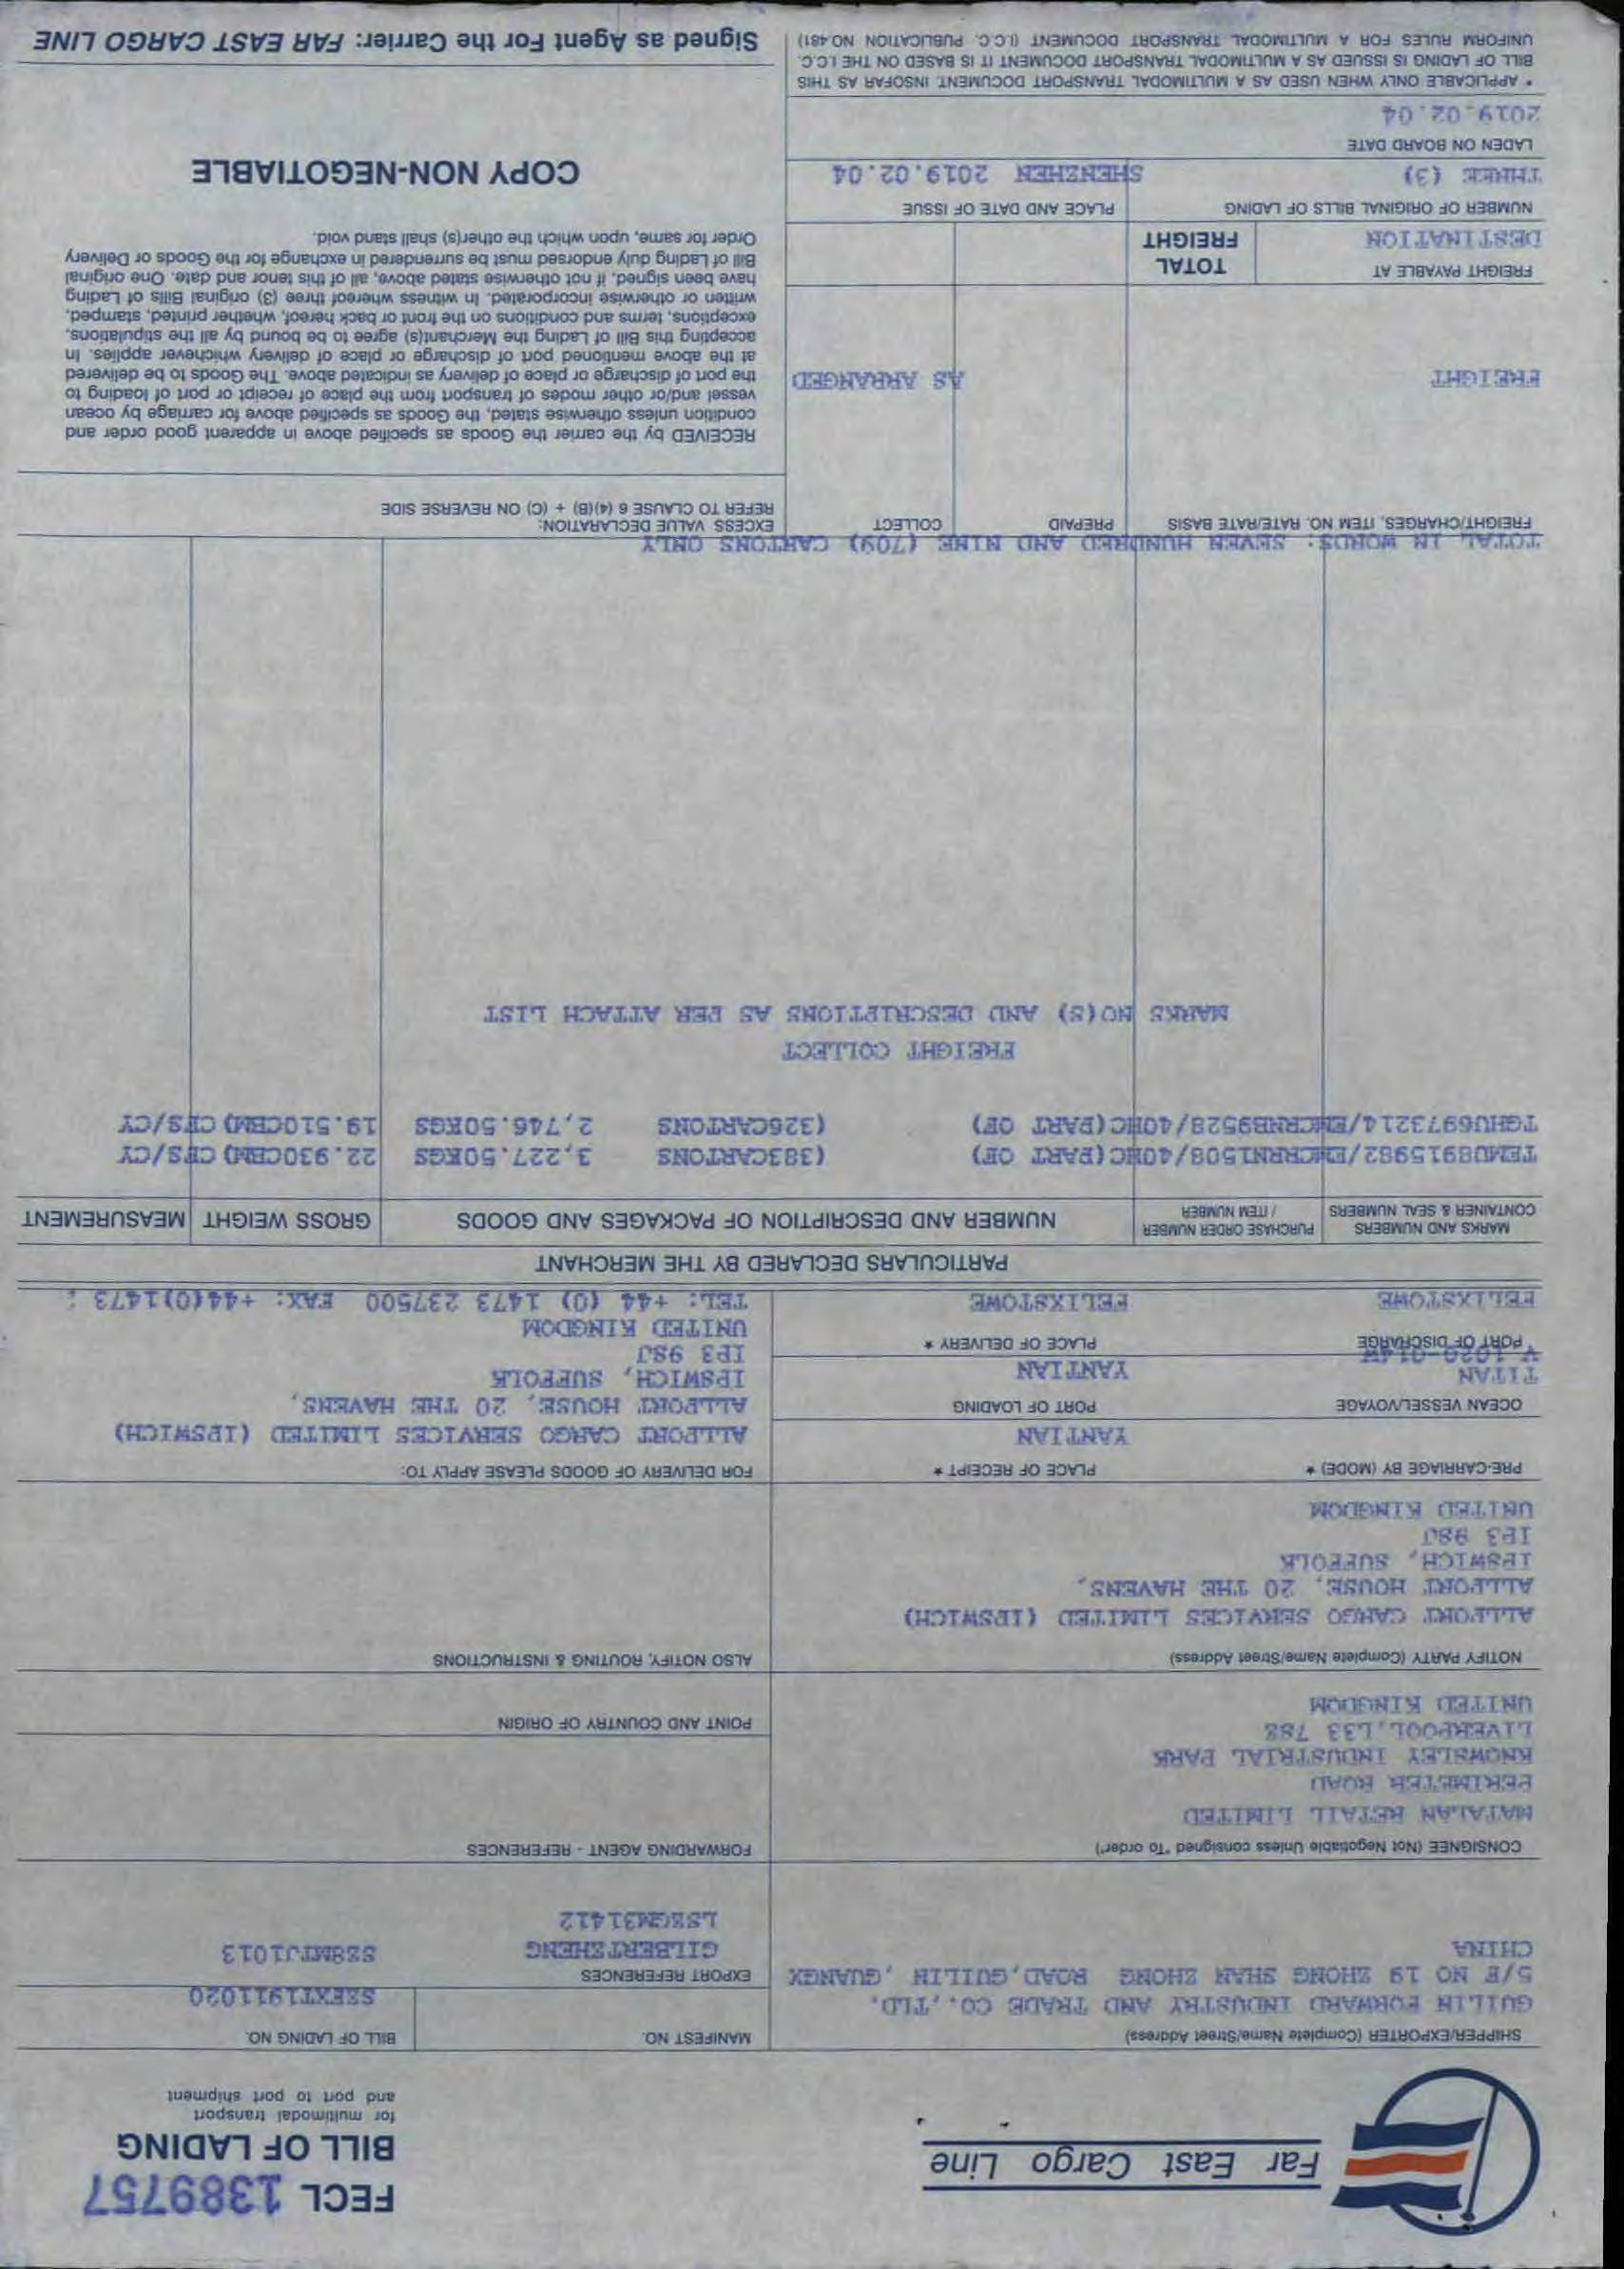 Far East Cargo Line
FECL 1389757
BILL OF LADING
for multimodal transport
and port to port shipment
SHIPPER/EXPORTER (Complete Name/Street Address)
GUILIN FORWARD INDUSTRY AND TRADE CO.,TLD.
5/F NO 19 ZHONG SHAN ZHONG ROAD,GUILIN ,GUANGX
CHINA
MANIFEST NO.
BILL OF LADING NO.
SZEXT1911020
EXPORT REFERENCES
GILBERTZHENG SZ8MTJ1013
LSZGM31412
CONSIGNEE (Not Negotiable Unless consigned "To order")
MATALAN RETAIL LIMITED
PERIMETER ROAD
KNOWSLEY INDUSTRIAL PARK
LIVERPOOL,L33 7SZ
UNITED KINGDOM
FORWARDING AGENT - REFERENCES
POINT AND COUNTRY OF ORIGIN
NOTIFY PARTY (Complete Name/Street Address)
ALLPORT CARGO SERVICES LIMITED (IPSWICH)
ALLPORT HOUSE, 20 THE HAVENS,
IPSWICH, SUFFOLK
IP3 9SJ
UNITED KINGDOM
ALSO NOTIFY, ROUTING & INSTRUCTIONS
PRE-CARRIAGE BY (MODE) *
PLACE OF RECEIPT *
YANTIAN
FOR DELIVERY OF GOODS PLEASE APPLY TO:
ALLPORT CARGO SERVICES LIMITED (IPSWICH)
ALLPORT HOUSE, 20 THE HAVENS,
IPSWICH, SUFFOLK
IP3 9SJ
UNITED KINGDOM
TEL: +44 (0) 1473 237500 FAX: +44(0)1473 :
OCEAN VESSEL/VOYAGE
TITAN
V.1020-014W
PORT OF LOADING
YANTIAN
PORT OF DISCHARGE
FELIXSTOWE
PLACE OF DELIVERY *
FELIXSTOWE
PARTICULARS DECLARED BY THE MERCHANT
MARKS AND NUMBERS
CONTAINER & SEAL NUMBERS
PURCHASE ORDER NUMBER
/ ITEM NUMBER
NUMBER AND DESCRIPTION OF PACKAGES AND GOODS
GROSS WEIGHT
MEASUREMENT
TEMU8915982/EMCRRN1508/40HC(PART OF) (383CARTONS 3,227.50KGS 22.930CBM) CFS/CY
TGHU6973214/EMCRNB9528/40HC(PART OF) (326CARTONS 2,746.50KGS 19.510CBM) CFS/CY
FREIGHT COLLECT
MARKS NO(S) AND DESCRIPTIONS AS PER ATTACH LIST
TOTAL IN WORDS: SEVEN HUNDRED AND NINE (709) CARTONS ONLY
FREIGHT/CHARGES, ITEM NO. RATE/RATE BASIS
PREPAID
COLLECT
EXCESS VALUE DECLARATION:
REFER TO CLAUSE 6 (4)(B) + (C) ON REVERSE SIDE
FREIGHT AS ARRANGED
RECEIVED by the carrier the Goods as specified above in apparent good order and
condition unless otherwise stated, the Goods as specified above for carriage by ocean
vessel and/or other modes of transport from the place of receipt or port of loading to
the port of discharge or place of delivery as indicated above. The Goods to be delivered
at the above mentioned port of discharge or place of delivery whichever applies. In
accepting this Bill of Lading the Merchant(s) agree to be bound by all the stipulations,
exceptions, terms and conditions on the front or back hereof, whether printed, stamped,
written or otherwise incorporated. In witness whereof three (3) original Bills of Lading
have been signed, if not otherwise stated above, all of this tenor and date. One original
Bill of Lading duly endorsed must be surrendered in exchange for the Goods or Delivery
Order for same, upon which the other(s) shall stand void.
FREIGHT PAYABLE AT
DESTINATION
TOTAL
FREIGHT
NUMBER OF ORIGINAL BILLS OF LADING
THREE (3)
PLACE AND DATE OF ISSUE
SHENZHEN 2019.02.04
COPY NON-NEGOTIABLE
LADEN ON BOARD DATE
2019.02.04
* APPLICABLE ONLY WHEN USED AS A MULTIMODAL TRANSPORT DOCUMENT. INSOFAR AS THIS
BILL OF LADING IS ISSUED AS A MULTIMODAL TRANSPORT DOCUMENT IT IS BASED ON THE I.C.C.
UNIFORM RULES FOR A MULTIMODAL TRANSPORT DOCUMENT (I.C.C. PUBLICATION NO 481)
Signed as Agent For the Carrier: FAR EAST CARGO LINE